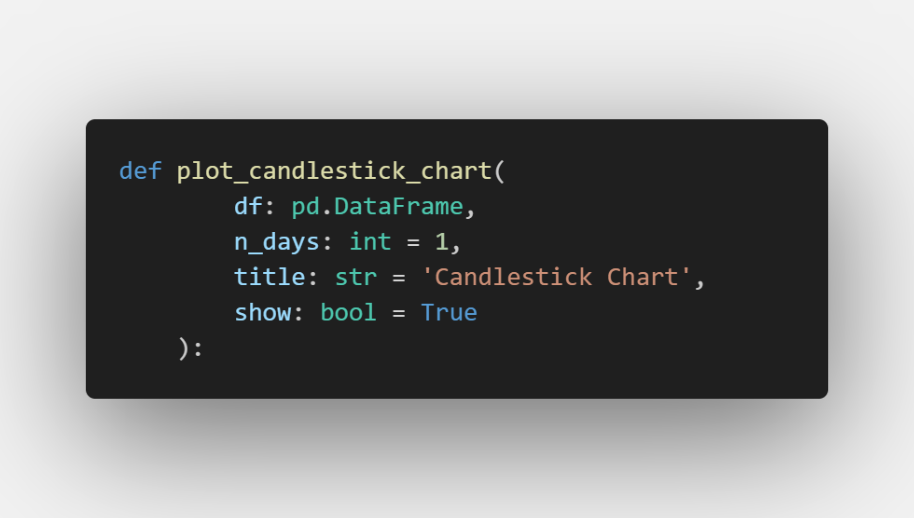 def plot_candlestick_chart(
        df: pd.DataFrame,
        n_days: int = 1,
        title: str = 'Candlestick Chart',
        show: bool = True
    ):